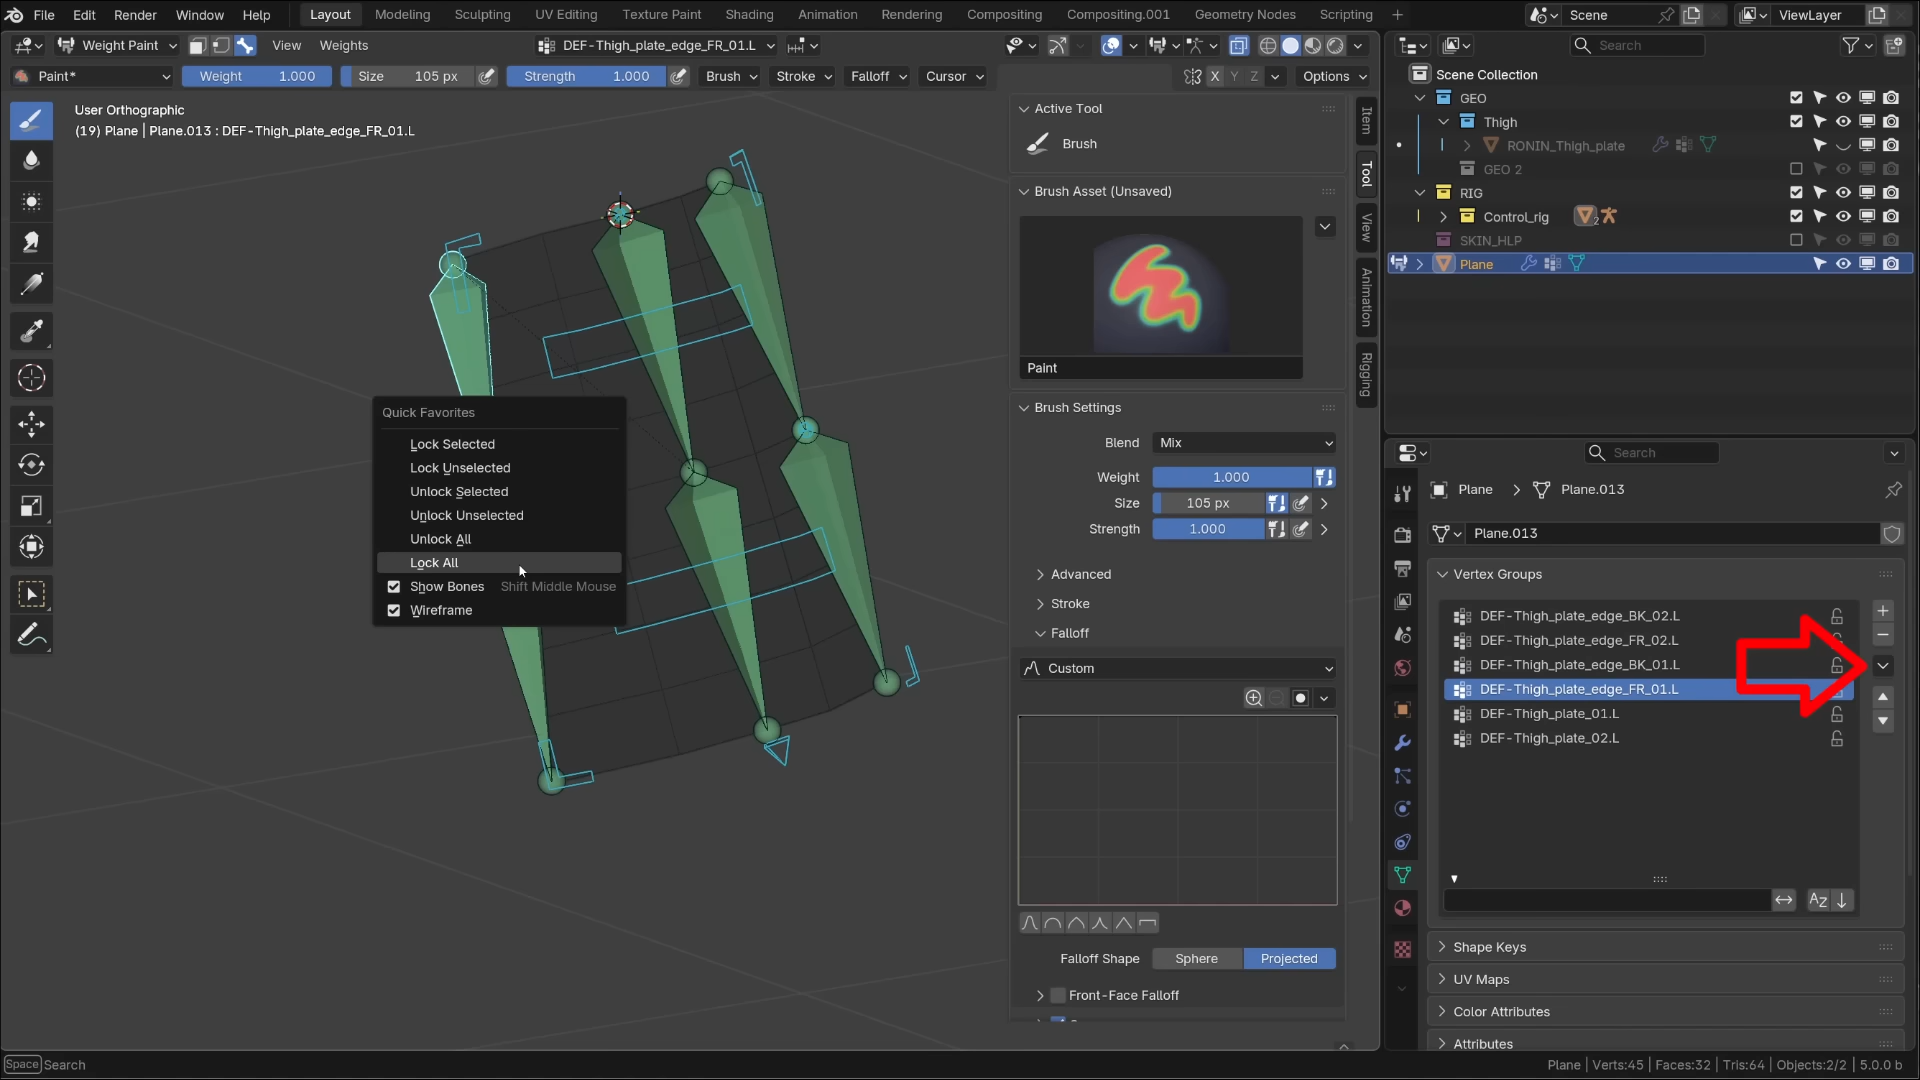 File Edit Render Window Help Layout Modeling Sculpting UV Editing Texture Paint Shading Animation Rendering Compositing Compositing.001 Geometry Nodes Scripting + Scene ViewLayer
Weight Paint View Weights DEF-Thigh_plate_edge_FR_01.L
Paint* Weight 1.000 Size 105 px Strength 1.000 Brush Stroke Falloff Cursor X Y Z Options
User Orthographic
(19) Plane | Plane.013 : DEF-Thigh_plate_edge_FR_01.L
Quick Favorites
Lock Selected
Lock Unselected
Unlock Selected
Unlock Unselected
Unlock All
Lock All
Show Bones Shift Middle Mouse
Wireframe
Active Tool
Brush
Brush Asset (Unsaved)
Paint
Brush Settings
Blend Mix
Weight 1.000
Size 105 px
Strength 1.000
Advanced
Stroke
Falloff
Custom
Falloff Shape Sphere Projected
Front-Face Falloff
Item
Tool
View
Animation
Rigging
Search
Scene Collection
GEO
Thigh
RONIN_Thigh_plate
GEO 2
RIG
Control_rig 2
SKIN_HLP
Plane
Search
Plane > Plane.013
Plane.013
Vertex Groups
DEF-Thigh_plate_edge_BK_02.L
DEF-Thigh_plate_edge_FR_02.L
DEF-Thigh_plate_edge_BK_01.L
DEF-Thigh_plate_edge_FR_01.L
DEF-Thigh_plate_01.L
DEF-Thigh_plate_02.L
AZ
Shape Keys
UV Maps
Color Attributes
Attributes
Space Search
Plane | Verts:45 | Faces:32 | Tris:64 | Objects:2/2 | 5.0.0 b